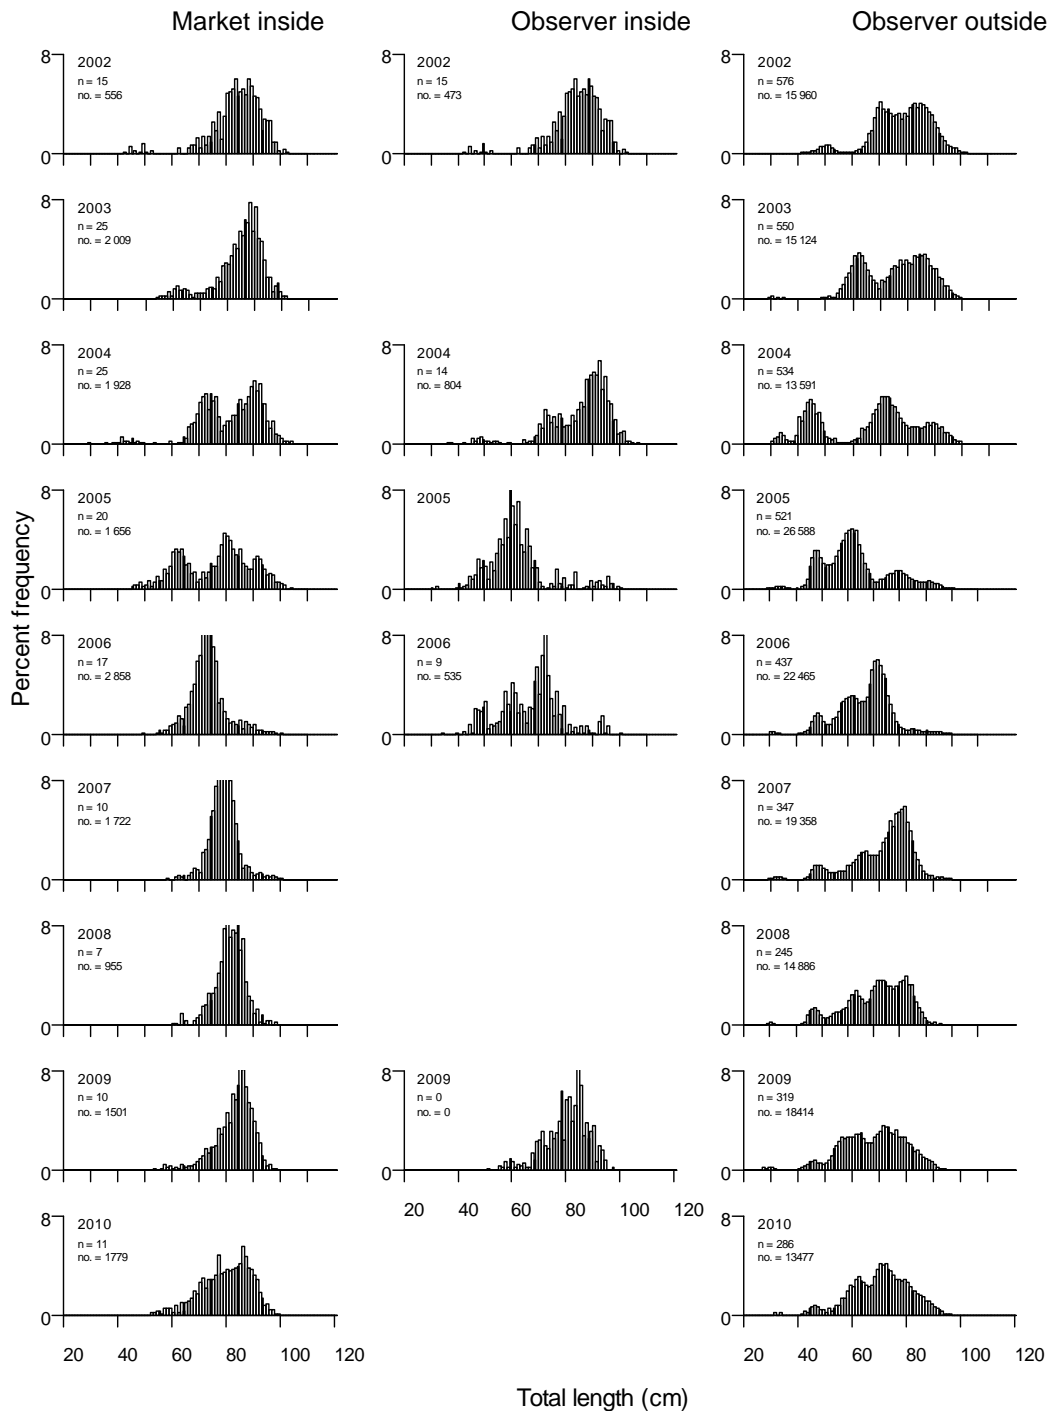 Market inside
Observer inside
Observer outside
Percent frequency
8
2002
n = 15
no. = 556
0
2002
n = 15
no. = 473
8
0
8
2002
576
no. = 15 960
0
8
2003
n = 25
no. = 2 009
0
8
2003
n = 550
no. = 15 124
0
8
2004
n = 25
no. = 1 928
0
8
2004
n = 14
no. = 804
0
8
2004
n = 534
no. = 13 591
0
8
2005
n = 20
no. = 1 656
0
8
2005
0
8
2005
n = 521
no. = 26 588
0
8
2006
n = 17
no. = 2 858
0
8
2006
n = 9
no. = 535
0
8
2006
n = 437
no. = 22 465
0
8
2007
n = 10
no. = 1 722
0
8
2007
n = 347
no. = 19 358
0
8
2008
n = 7
no. = 955
0
8
2008
n = 245
no. = 14 886
0
8
2009
n = 10
no. = 1501
0
8
2009
n = 0
no. = 0
0
20 40 60 80 100 120
8
2009
n = 319
no. = 18414
0
8
2010
n = 11
no. = 1779
0
20 40 60 80 100 120
8
2010
n = 286
no. = 13477
0
20 40 60 80 100 120
Total length (cm)